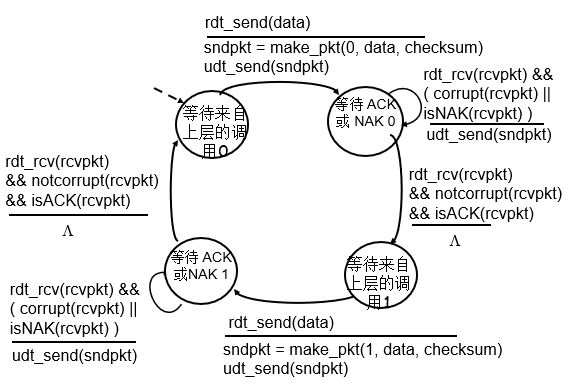 rdt_send(data)
sndpkt = make_pkt(0, data, checksum)
udt_send(sndpkt)
等待来自
上层的调
用0
等待 ACK
或 NAK 0
rdt_rcv(rcvpkt) &&
( corrupt(rcvpkt) ||
isNAK(rcvpkt) )
udt_send(sndpkt)
rdt_rcv(rcvpkt)
&& notcorrupt(rcvpkt)
&& isACK(rcvpkt)
Λ
rdt_rcv(rcvpkt)
&& notcorrupt(rcvpkt)
&& isACK(rcvpkt)
Λ
等待 ACK
或NAK 1
等待来自
上层的调
用1
rdt_rcv(rcvpkt) &&
( corrupt(rcvpkt) ||
isNAK(rcvpkt) )
udt_send(sndpkt)
rdt_send(data)
sndpkt = make_pkt(1, data, checksum)
udt_send(sndpkt)